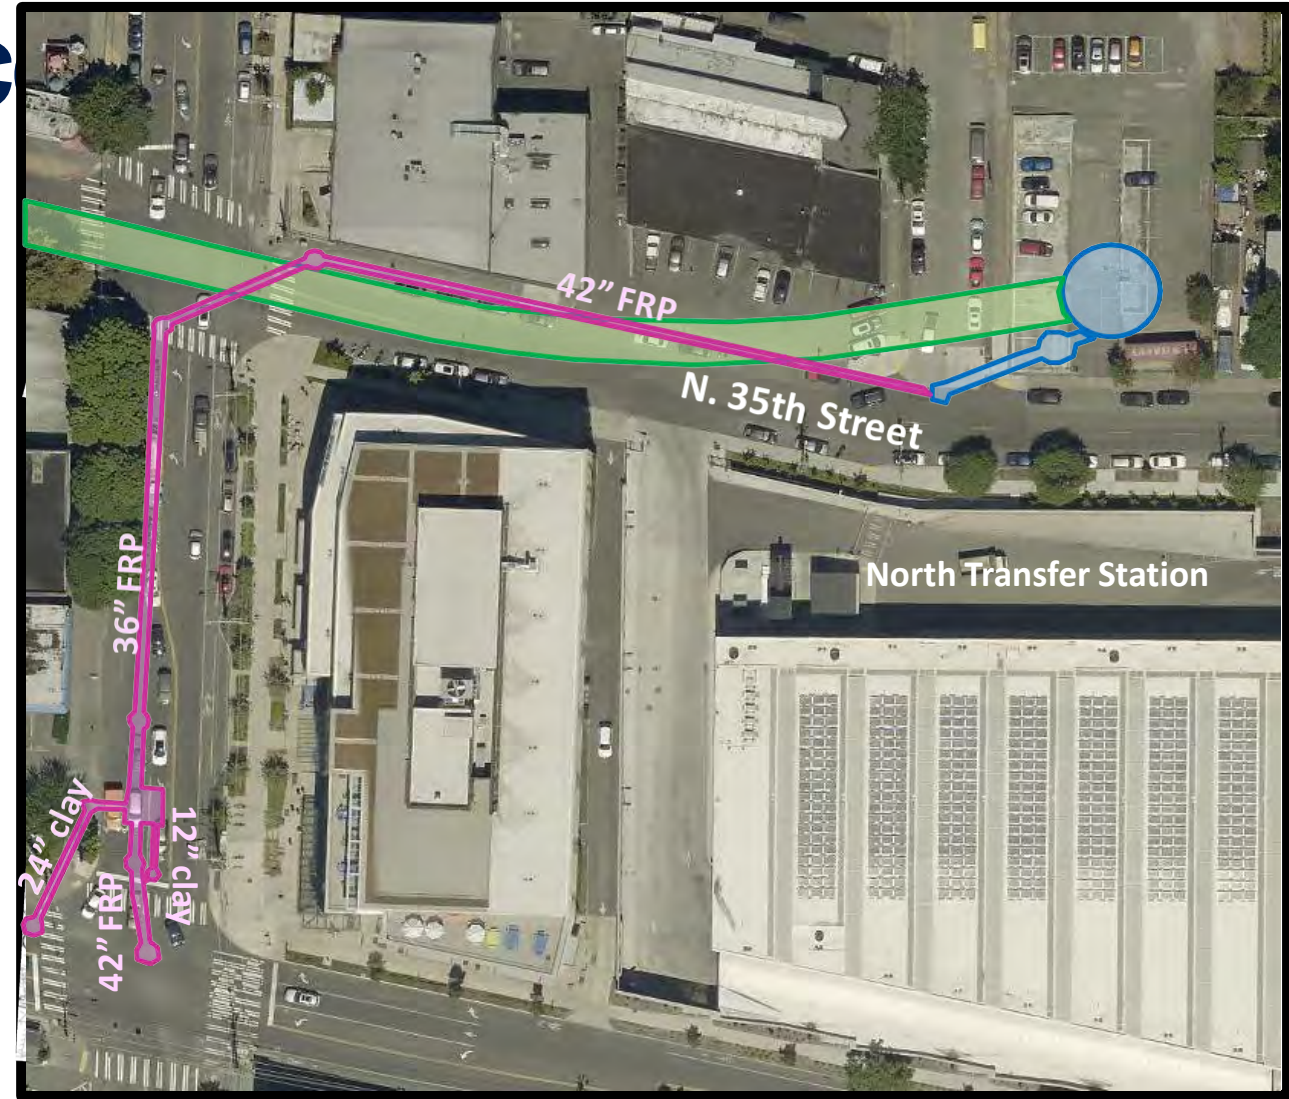 42” FRP
N. 35th Street
36” FRP
North Transfer Station
24” clay
12” clay
42” FRP